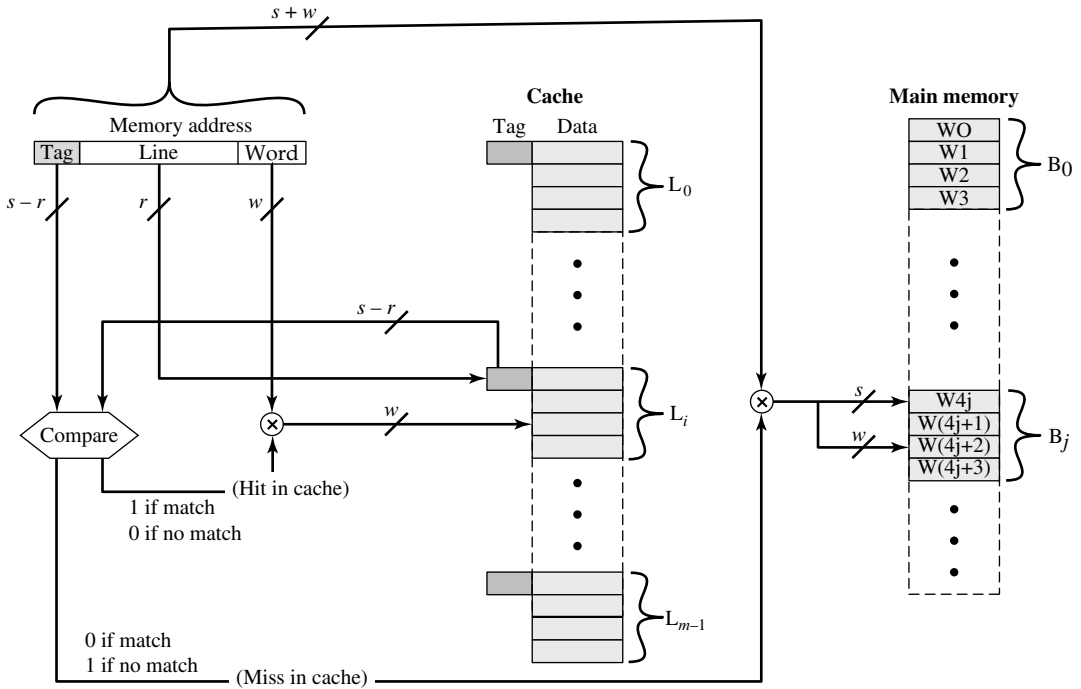 s + w
Cache
Main memory
Memory address
Tag Data
Tag Line Word
WO
W1
W2
W3
B0
L0
s – r
r
w
s – r
W4j
W(4j+1)
W(4j+2)
W(4j+3)
Bj
Li
s
w
w
Compare
(Hit in cache)
1 if match
0 if no match
Lm–1
0 if match
1 if no match
(Miss in cache)